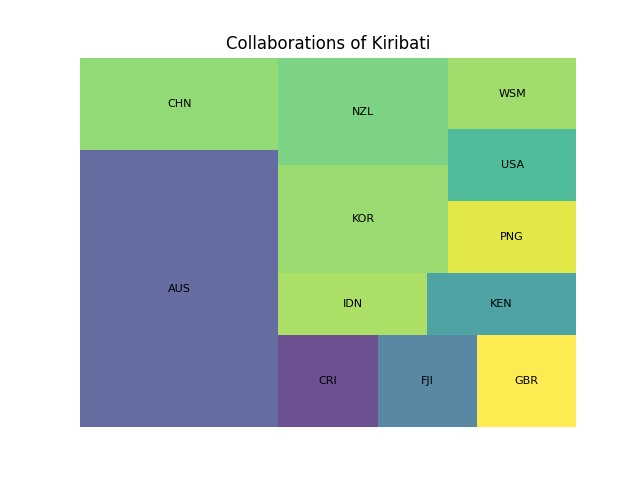 Collaborations of Kiribati
CHN
NZL
WSM
USA
KOR
PNG
AUS
IDN
KEN
CRI
FJI
GBR